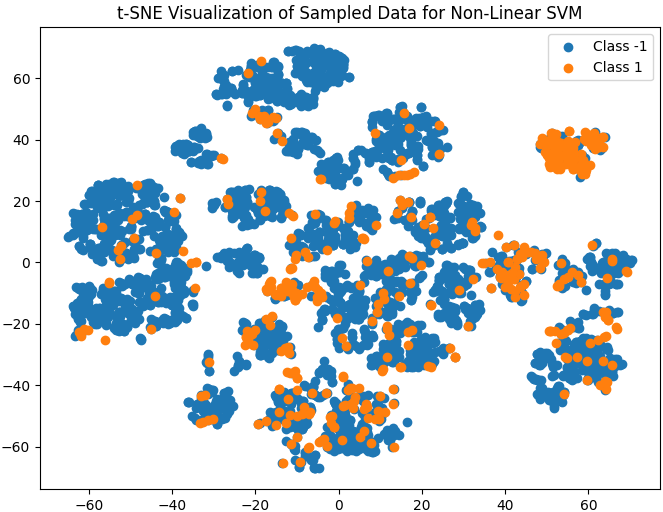 t-SNE Visualization of Sampled Data for Non-Linear SVM
Class -1
Class 1
60
40
20
0
−20
−40
−60
−60 −40 −20 0 20 40 60